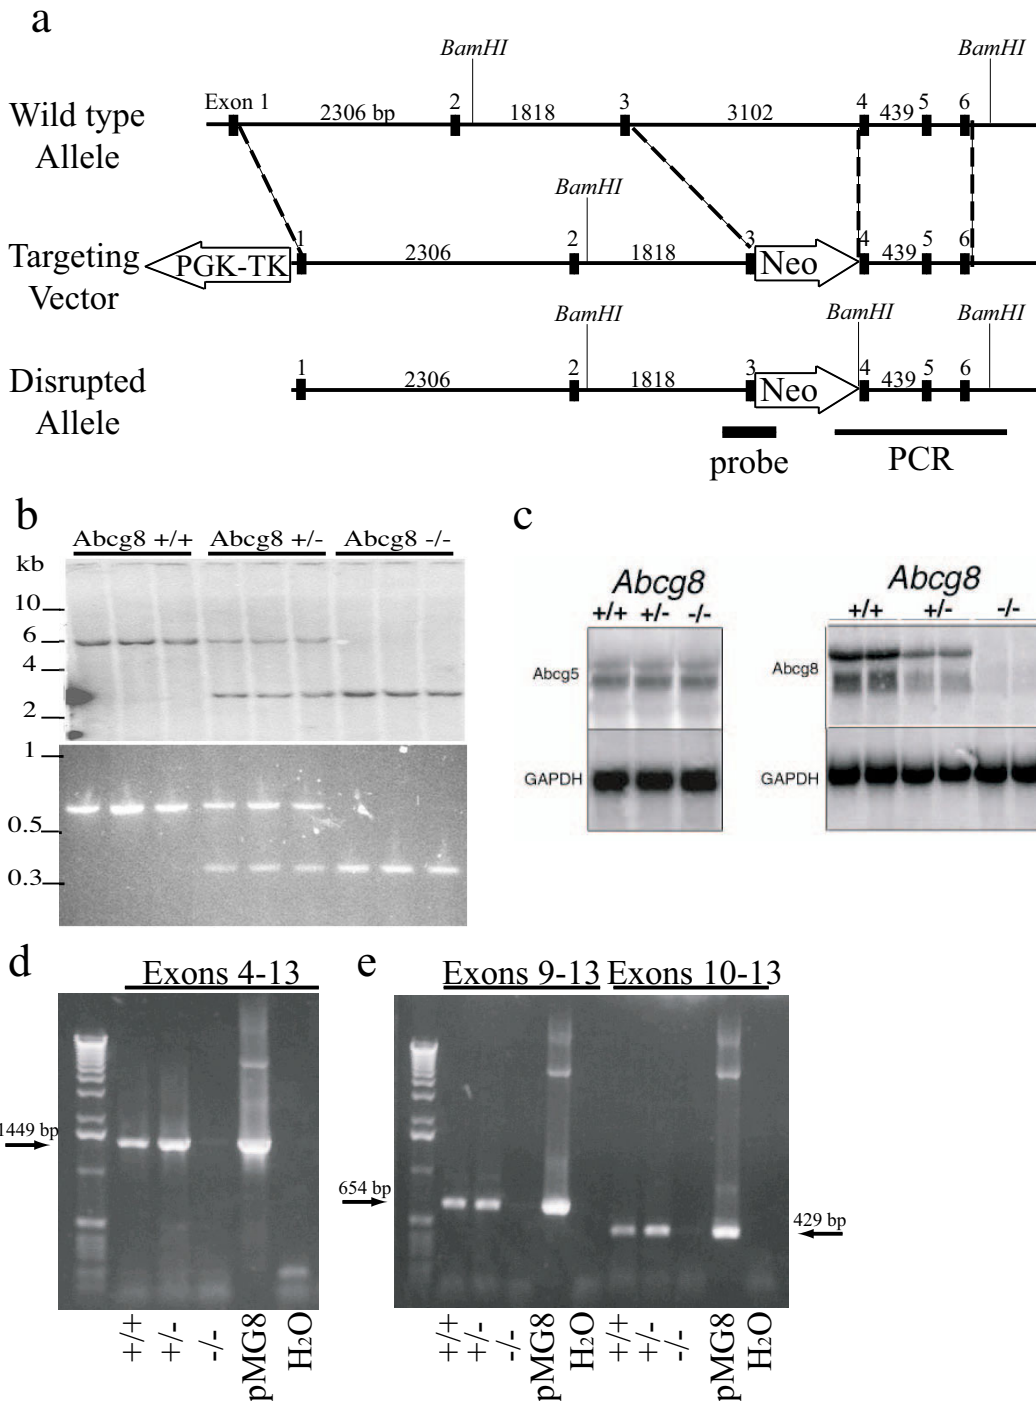 a
BamHI BamHI
Exon 1 2 3 4 5 6
2306 bp 1818 3102 439
Wild type
Allele
BamHI
1 2 3 4 5 6
PGK-TK 2306 1818 Neo 439
Targeting
Vector
BamHI BamHI BamHI
1 2 3 4 5 6
2306 1818 Neo 439
Disrupted
Allele
probe PCR
b
Abcg8 +/+ Abcg8 +/- Abcg8 -/-
kb
10
6
4
2
1
0.5
0.3
c
Abcg8
+/+ +/- -/-
Abcg5
GAPDH
Abcg8
+/+ +/- -/-
Abcg8
GAPDH
d
Exons 4-13
1449 bp
+/+ +/- -/- pMG8 H2O
e
Exons 9-13 Exons 10-13
654 bp
429 bp
+/+ +/- -/- pMG8 H2O +/+ +/- -/- pMG8 H2O